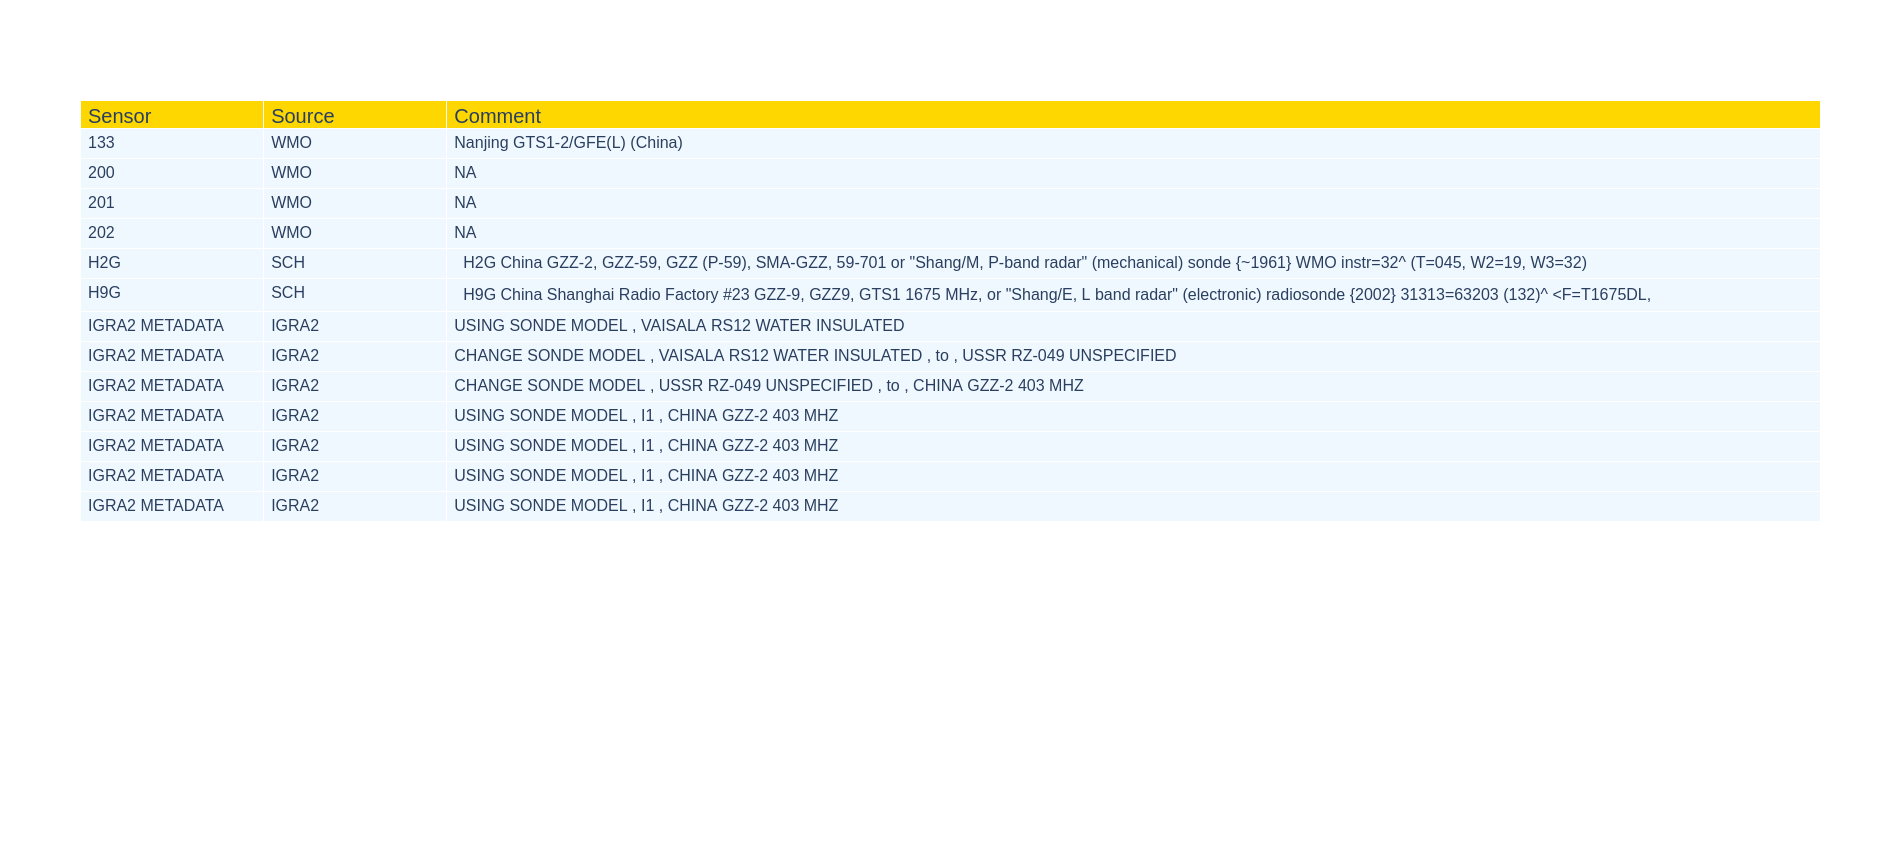 Sensor Source Comment
133 WMO Nanjing GTS1-2/GFE(L) (China)
200 WMO NA
201 WMO NA
202 WMO NA
H2G SCH H2G China GZZ-2, GZZ-59, GZZ (P-59), SMA-GZZ, 59-701 or "Shang/M, P-band radar" (mechanical) sonde {~1961} WMO instr=32^ (T=045, W2=19, W3=32)
H9G SCH H9G China Shanghai Radio Factory #23 GZZ-9, GZZ9, GTS1 1675 MHz, or "Shang/E, L band radar" (electronic) radiosonde {2002} 31313=63203 (132)^ <F=T1675DL,
IGRA2 METADATA IGRA2 USING SONDE MODEL , VAISALA RS12 WATER INSULATED
IGRA2 METADATA IGRA2 CHANGE SONDE MODEL , VAISALA RS12 WATER INSULATED , to , USSR RZ-049 UNSPECIFIED
IGRA2 METADATA IGRA2 CHANGE SONDE MODEL , USSR RZ-049 UNSPECIFIED , to , CHINA GZZ-2 403 MHZ
IGRA2 METADATA IGRA2 USING SONDE MODEL , I1 , CHINA GZZ-2 403 MHZ
IGRA2 METADATA IGRA2 USING SONDE MODEL , I1 , CHINA GZZ-2 403 MHZ
IGRA2 METADATA IGRA2 USING SONDE MODEL , I1 , CHINA GZZ-2 403 MHZ
IGRA2 METADATA IGRA2 USING SONDE MODEL , I1 , CHINA GZZ-2 403 MHZ